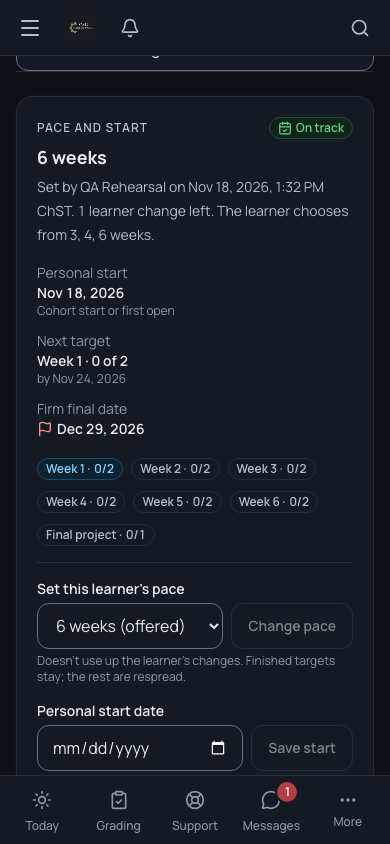 PACE AND START
On track
6 weeks
Set by QA Rehearsal on Nov 18, 2026, 1:32 PM
ChST. 1 learner change left. The learner chooses
from 3, 4, 6 weeks.
Personal start
Nov 18, 2026
Cohort start or first open
Next target
Week 1 · 0 of 2
by Nov 24, 2026
Firm final date
Dec 29, 2026
Week 1 · 0/2
Week 2 · 0/2
Week 3 · 0/2
Week 4 · 0/2
Week 5 · 0/2
Week 6 · 0/2
Final project · 0/1
Set this learner's pace
6 weeks (offered)
Change pace
Doesn't use up the learner's changes. Finished targets
stay; the rest are respread.
Personal start date
mm/dd/yyyy
Save start
1
Today
Grading
Support
Messages
More